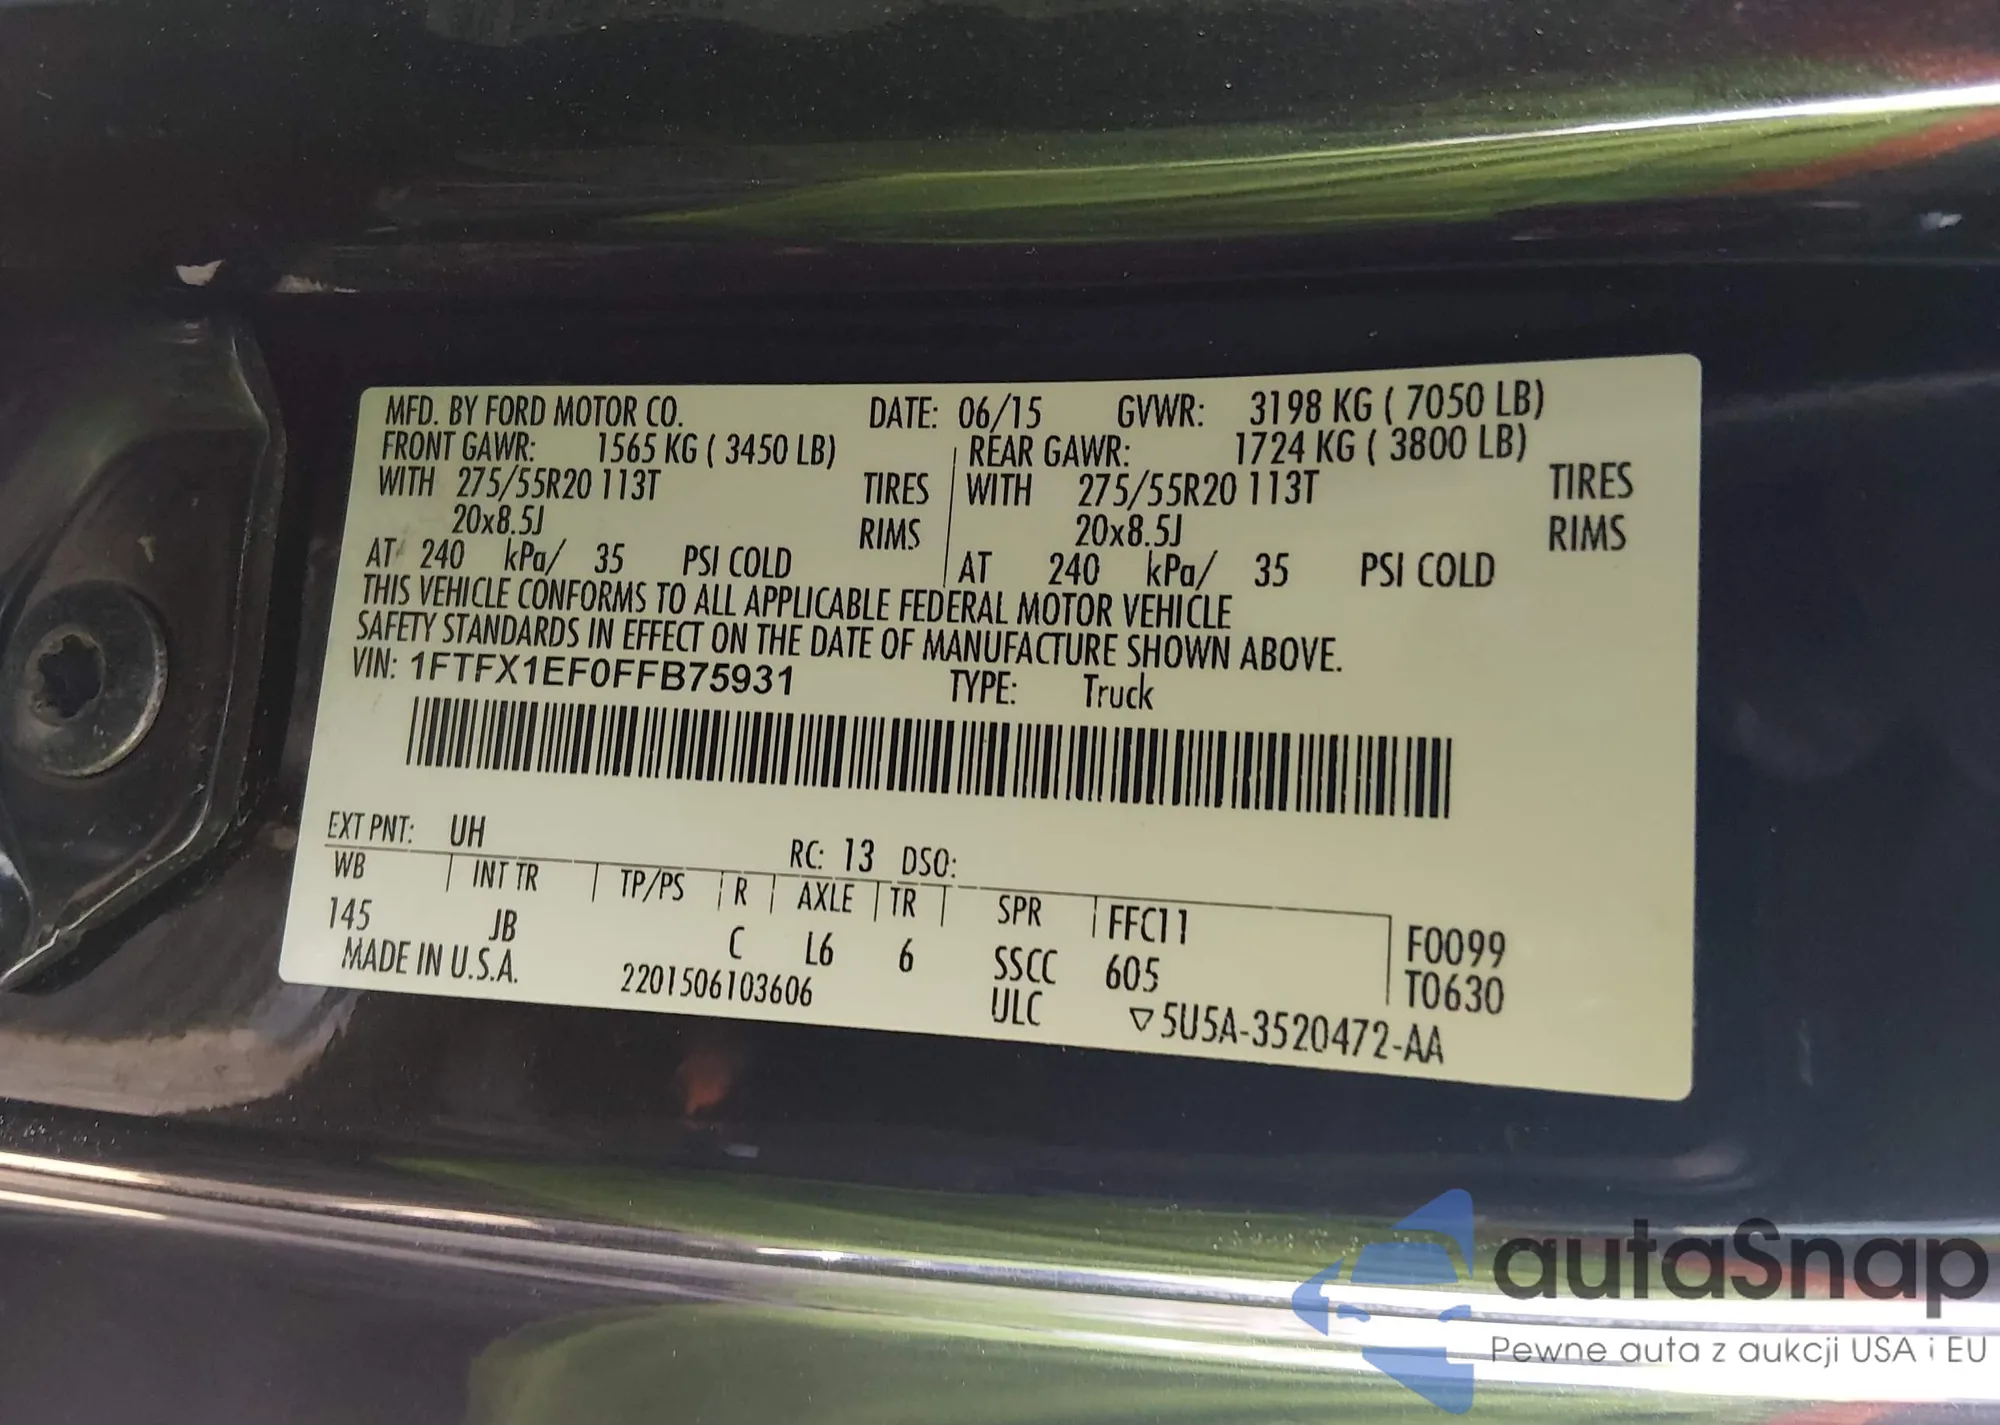 MFD. BY FORD MOTOR CO. DATE: 06/15 GVWR: 3198 KG ( 7050 LB)
FRONT GAWR: 1565 KG ( 3450 LB) REAR GAWR: 1724 KG ( 3800 LB)
WITH 275/55R20 113T TIRES WITH 275/55R20 113T TIRES
20x8.5J RIMS 20x8.5J RIMS
AT 240 kPa/ 35 PSI COLD AT 240 kPa/ 35 PSI COLD
THIS VEHICLE CONFORMS TO ALL APPLICABLE FEDERAL MOTOR VEHICLE
SAFETY STANDARDS IN EFFECT ON THE DATE OF MANUFACTURE SHOWN ABOVE.
VIN: 1FTFX1EF0FFB75931 TYPE: Truck
EXT PNT: UH RC: 13 DSO:
WB INT TR TP/PS R AXLE TR SPR FFC11 F0099
145 JB C L6 6 SSCC 605 T0630
MADE IN U.S.A. 2201506103606 ULC ▽5U5A-3520472-AA
autaSnap
Pewne auta z aukcji USA i EU